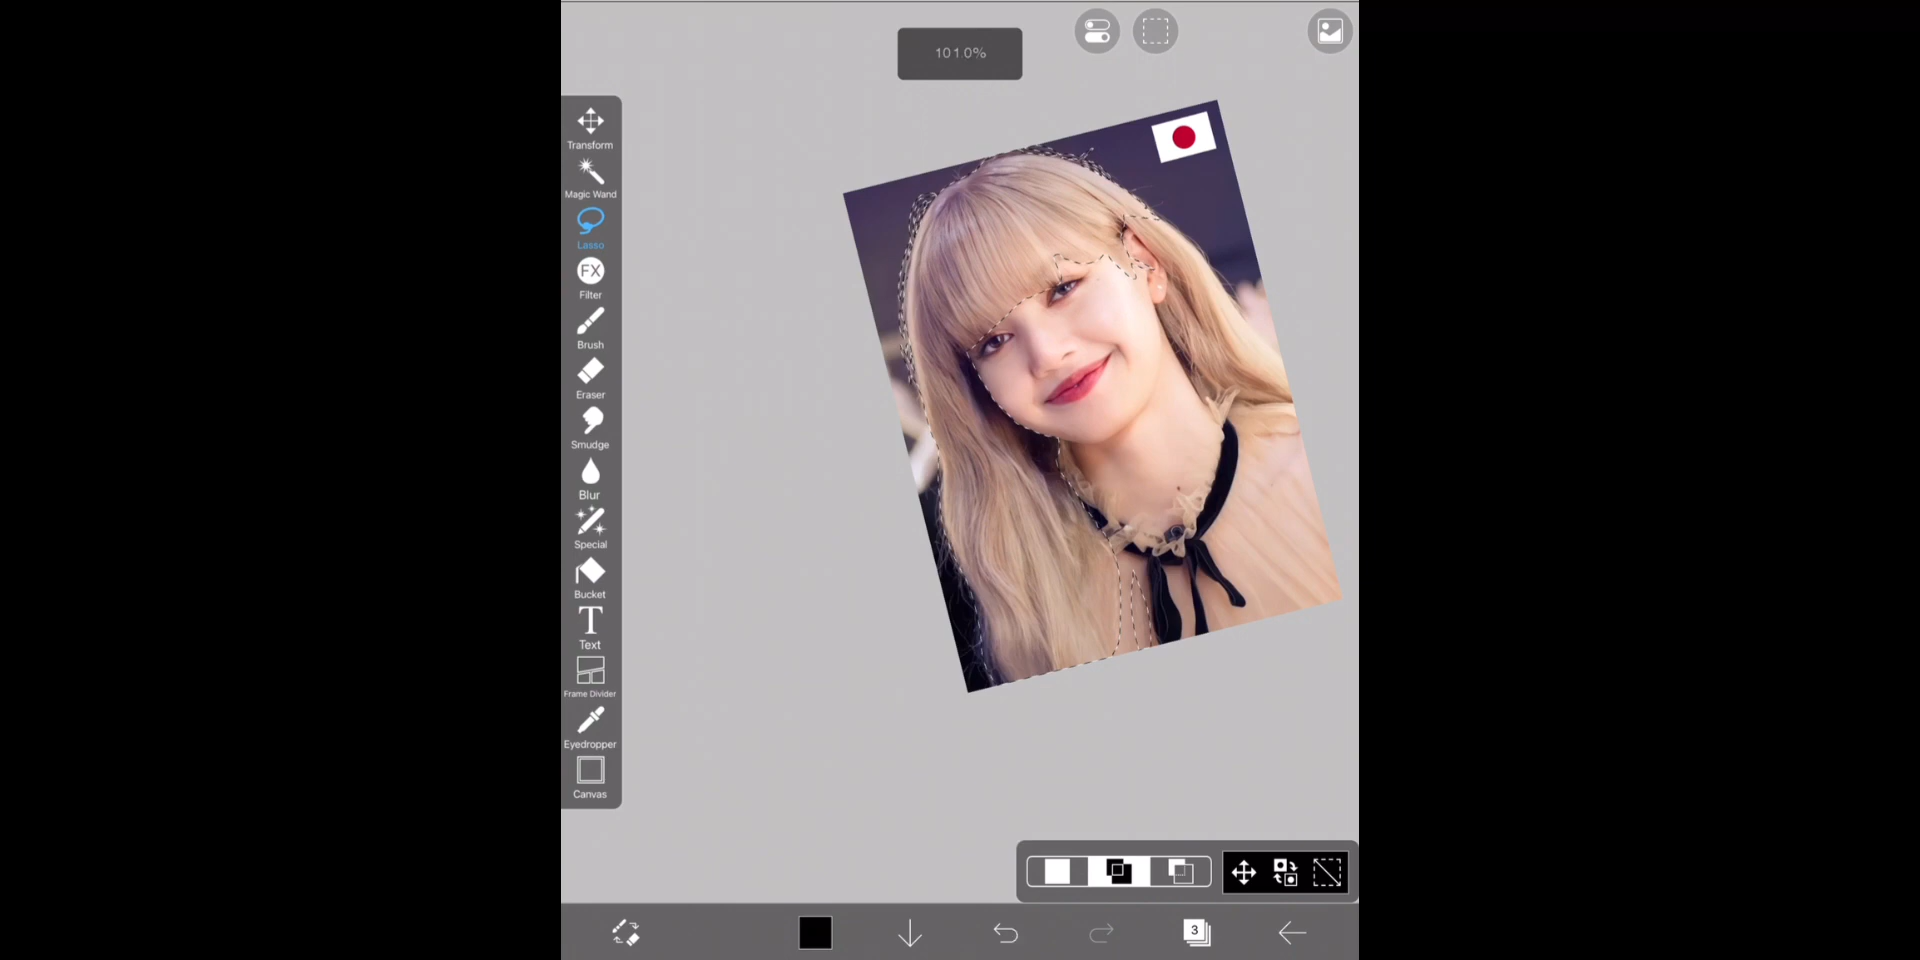 101.0%
Transform
Magic Wand
Lasso
FX
Filter
Brush
Eraser
Smudge
Blur
Special
Bucket
T
Text
Frame Divider
Eyedropper
Canvas
3